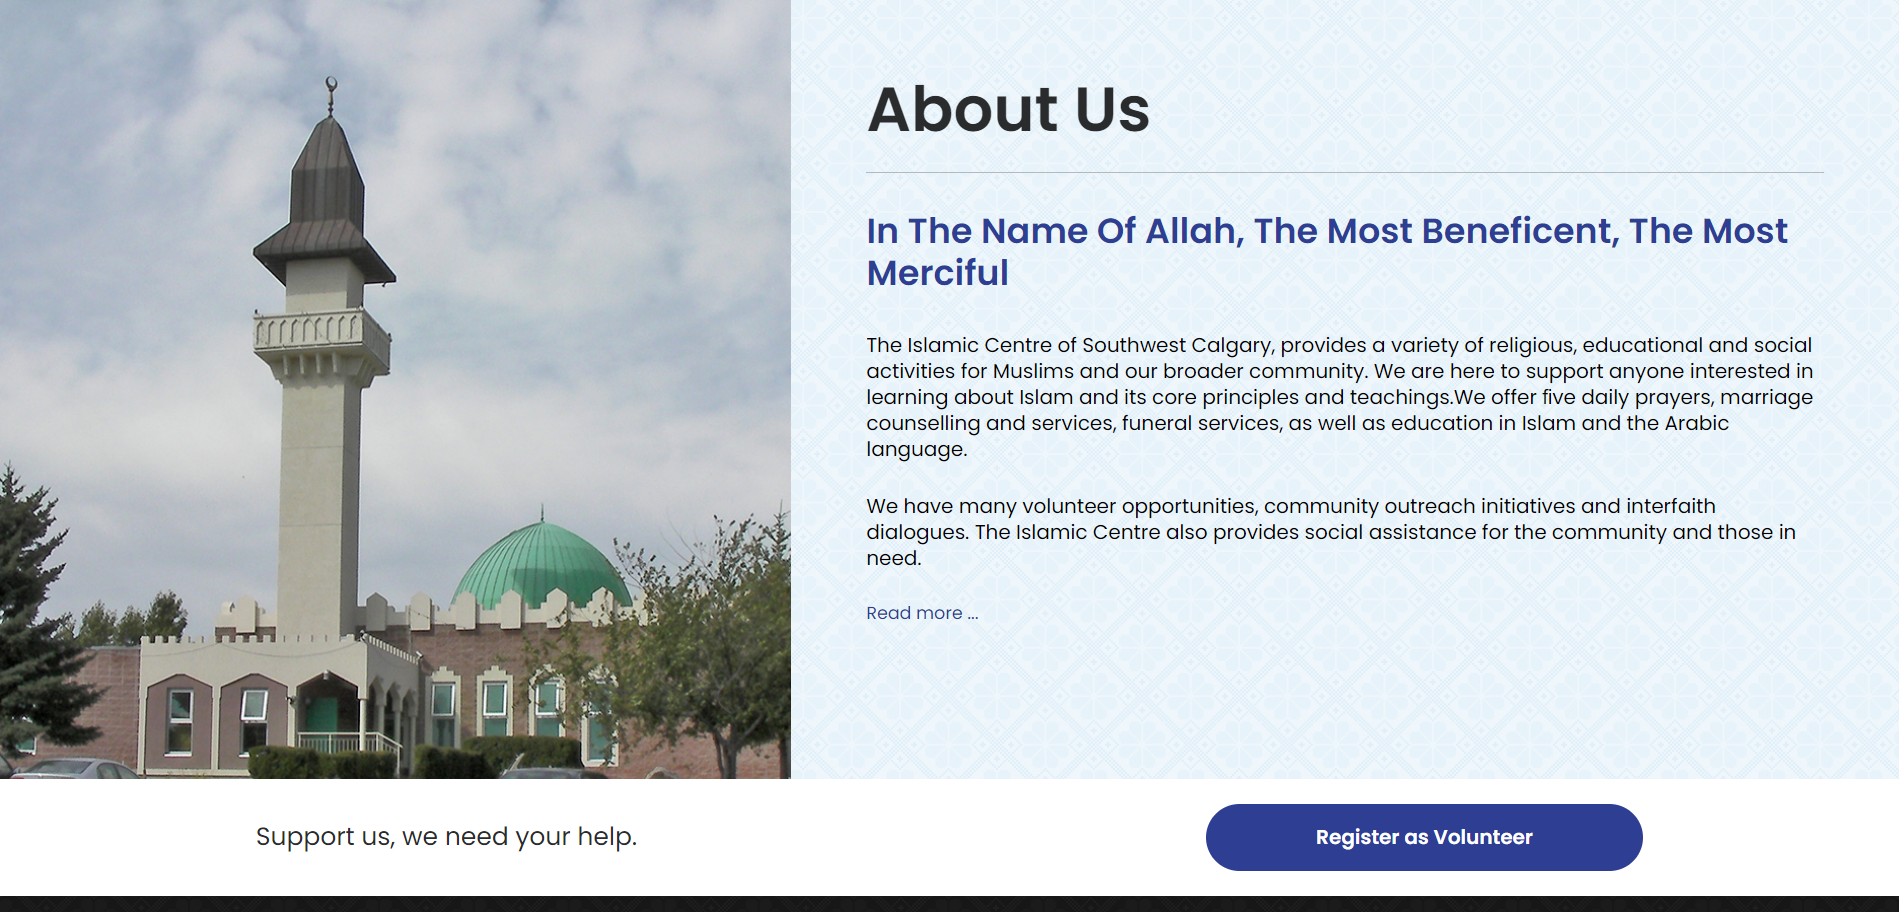 About Us
In The Name Of Allah, The Most Beneficent, The Most
Merciful
The Islamic Centre of Southwest Calgary, provides a variety of religious, educational and social
activities for Muslims and our broader community. We are here to support anyone interested in
learning about Islam and its core principles and teachings.We offer five daily prayers, marriage
counselling and services, funeral services, as well as education in Islam and the Arabic
language.
We have many volunteer opportunities, community outreach initiatives and interfaith
dialogues. The Islamic Centre also provides social assistance for the community and those in
need.
Read more ...
Support us, we need your help.
Register as Volunteer